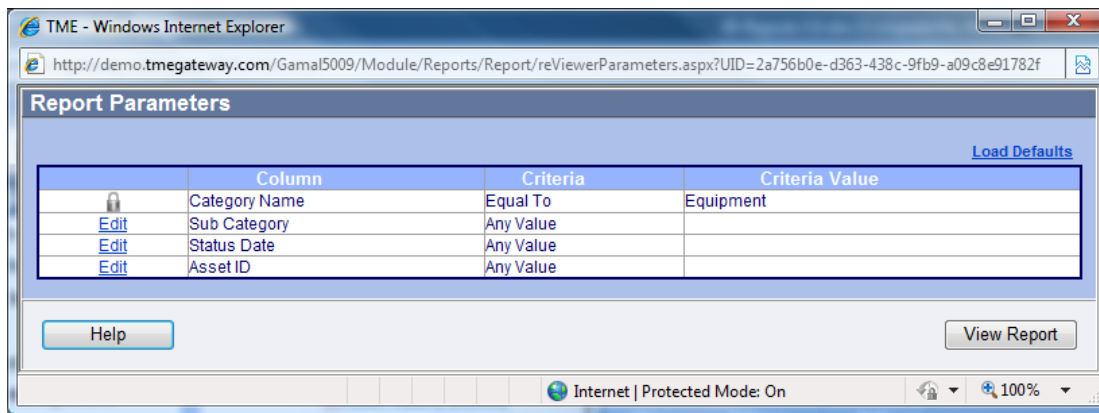 TME - Windows Internet Explorer
http://demo.tmegateway.com/Gamal5009/Module/Reports/Report/reViewerParameters.aspx?UID=2a756b0e-d363-438c-9fb9-a09c8e91782f
Report Parameters
Load Defaults
Column Criteria Criteria Value
Category Name Equal To Equipment
Edit Sub Category Any Value
Edit Status Date Any Value
Edit Asset ID Any Value
Help View Report
Internet | Protected Mode: On 100%